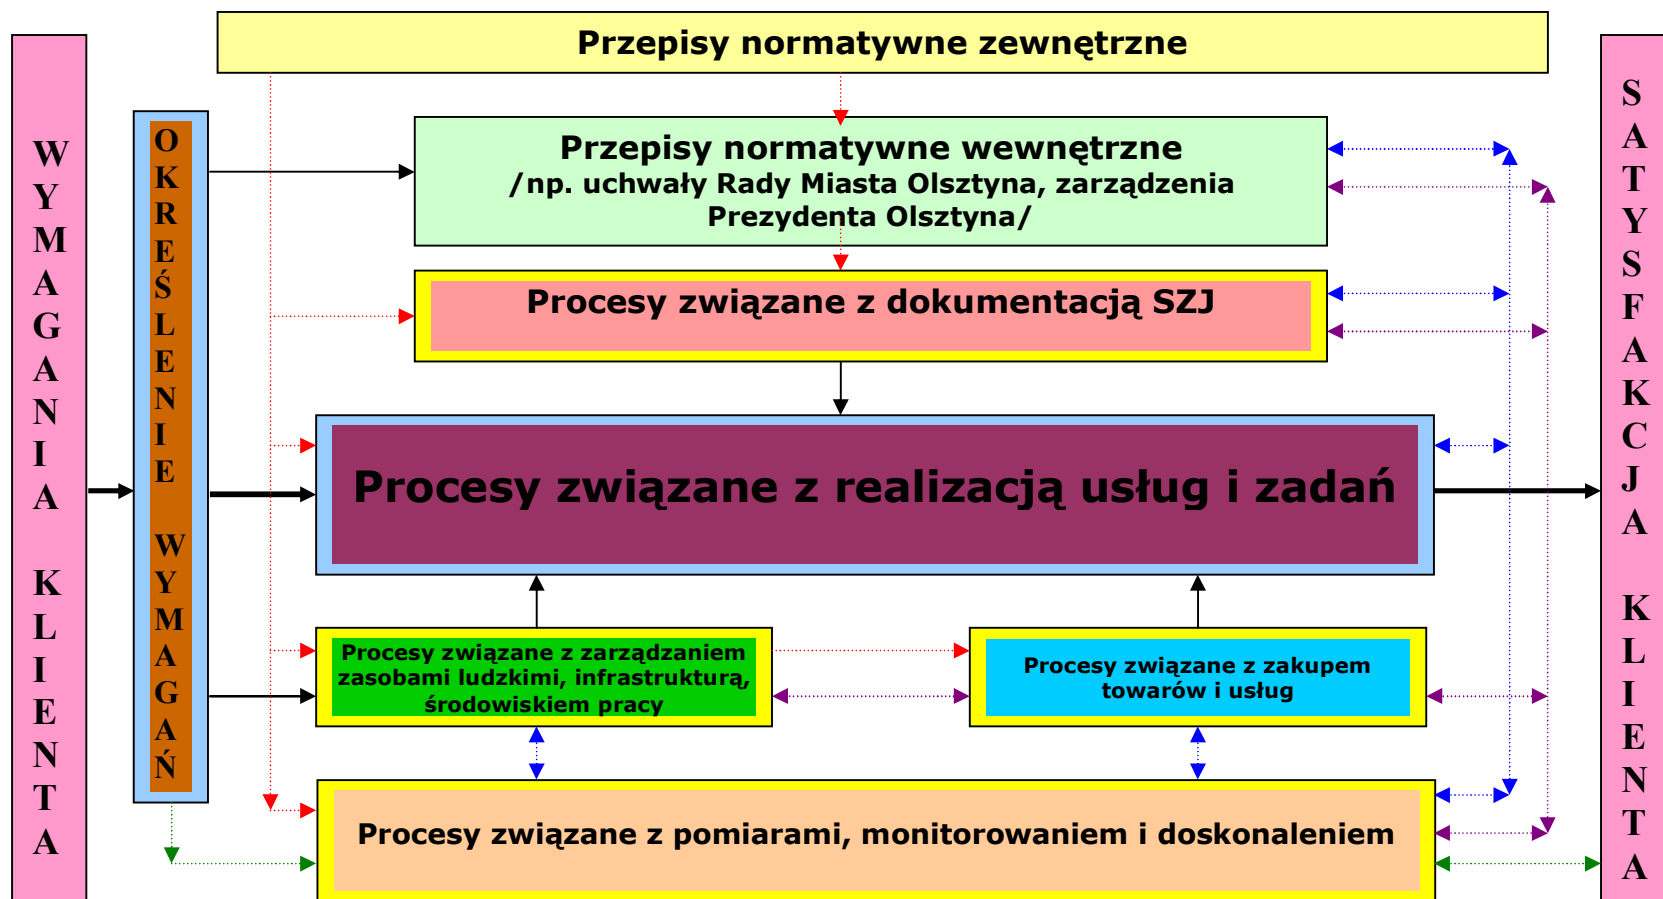 Przepisy normatywne zewnętrzne
WYMAGANIA KLIENTA
OKREŚLENIE WYMAGAŃ
Przepisy normatywne wewnętrzne
/np. uchwały Rady Miasta Olsztyna, zarządzenia
Prezydenta Olsztyna/
Procesy związane z dokumentacją SZJ
Procesy związane z realizacją usług i zadań
Procesy związane z zarządzaniem
zasobami ludzkimi, infrastrukturą,
środowiskiem pracy
Procesy związane z zakupem
towarów i usług
Procesy związane z pomiarami, monitorowaniem i doskonaleniem
SATYSFAKCJA KLIENTA